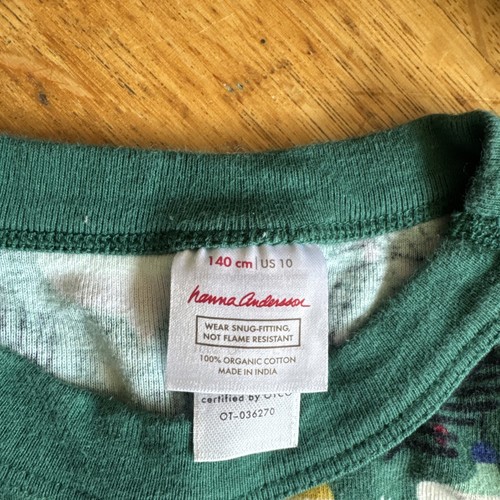 140 cm | US 10
hanna andersson
WEAR SNUG-FITTING,
NOT FLAME RESISTANT
100% ORGANIC COTTON
MADE IN INDIA
certified by OTCO
OT-036270